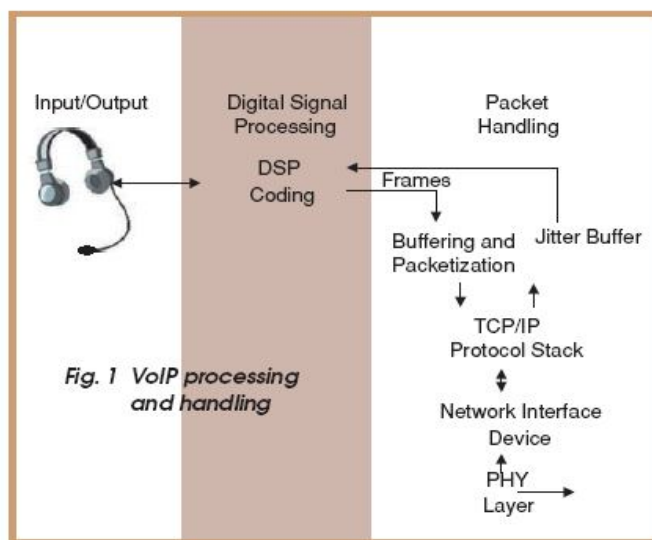 Input/Output
Digital Signal
Processing
Packet
Handling
DSP
Coding
Frames
Buffering and
Packetization
Jitter Buffer
TCP/IP
Protocol Stack
Fig. 1 VoIP processing
and handling
Network Interface
Device
PHY
Layer